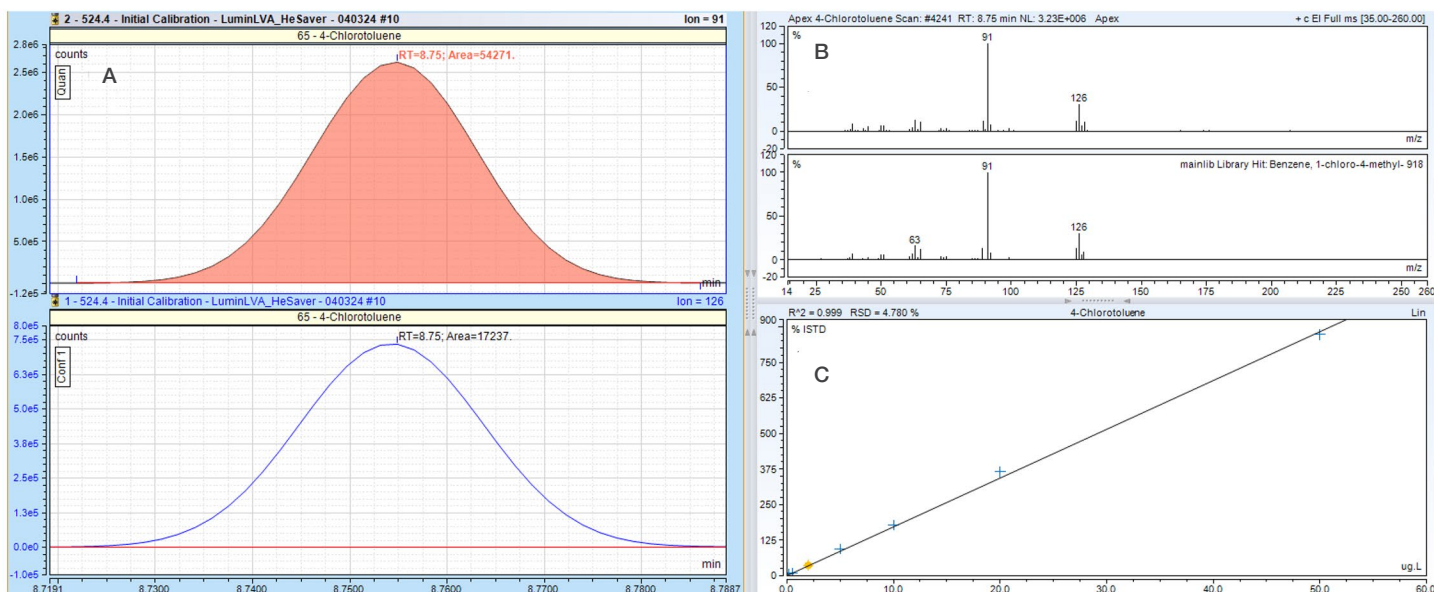 2 - 524.4 - Initial Calibration - LuminLVA_HeSaver - 040324 #10 Ion = 91
65 - 4-Chlorotoluene
2.8e6 counts
RT=8.75; Area=54271.
Quan
A
2.5e6
2.0e6
1.5e6
1.0e6
5.0e5
min
-1.2e5
1 - 524.4 - Initial Calibration - LuminLVA_HeSaver - 040324 #10 Ion = 126
65 - 4-Chlorotoluene
8.0e5 counts
RT=8.75; Area=17237.
7.5e5
Conf 1
6.3e5
5.0e5
3.8e5
2.5e5
1.3e5
0.0e0
min
-1.0e5
8.7191 8.7300 8.7400 8.7500 8.7600 8.7700 8.7800 8.7887
Apex 4-Chlorotoluene Scan: #4241 RT: 8.75 min NL: 3.23E+006 Apex + c EI Full ms [35.00-260.00]
120 %
91
B
100
50
126
0
m/z
-20
120 %
91
mainlib Library Hit: Benzene, 1-chloro-4-methyl- 918
100
50
126
63
0
m/z
-20
14 25 50 75 100 125 150 175 200 225 260
R^2 = 0.999 RSD = 4.780 % 4-Chlorotoluene Lin
900
% ISTD
750
C
625
500
375
250
125
0
ug.L
0.0 10.0 20.0 30.0 40.0 50.0 60.0